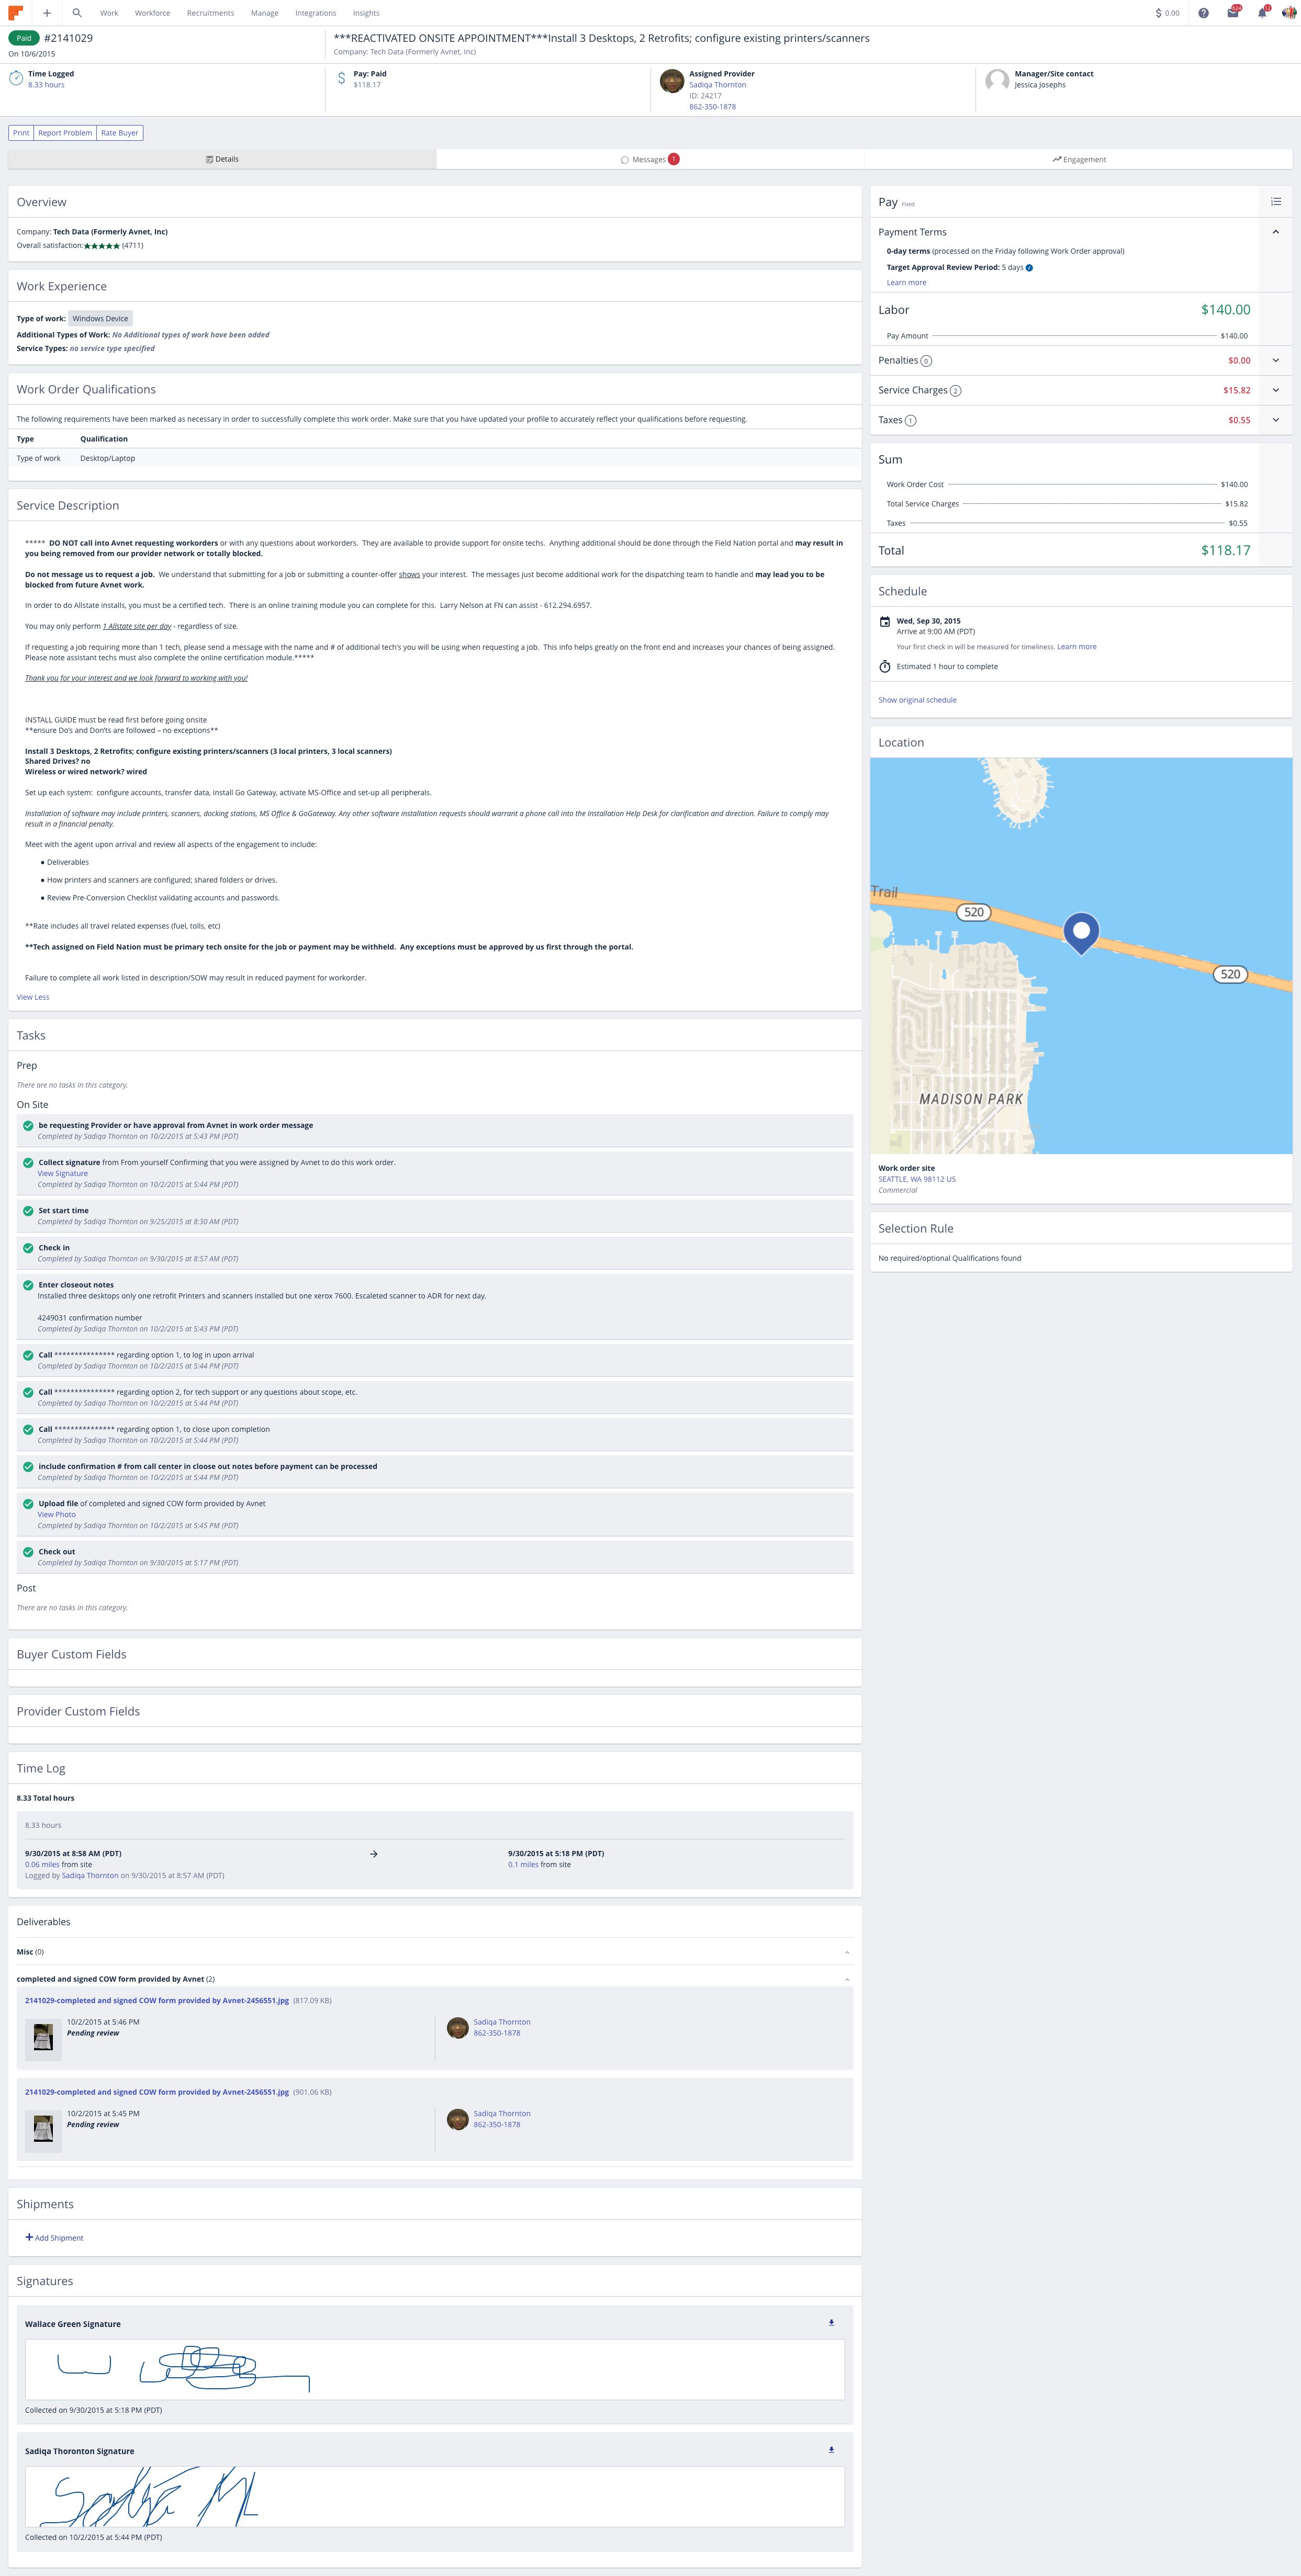 Work Workforce Recruitments Manage Integrations Insights
$ 0.00
Paid #2141029
On 10/6/2015
***REACTIVATED ONSITE APPOINTMENT***Install 3 Desktops, 2 Retrofits; configure existing printers/scanners
Company: Tech Data (Formerly Avnet, Inc)
Time Logged
8.33 hours
Pay: Paid
$118.17
Assigned Provider
Sadiqa Thornton
ID: 24217
862-350-1878
Manager/Site contact
Jessica Josephs
Print Report Problem Rate Buyer
Details
Messages 1
Engagement
Overview
Company: Tech Data (Formerly Avnet, Inc)
Overall satisfaction:★★★★★ (4711)
Work Experience
Type of work: Windows Device
Additional Types of Work: No Additional types of work have been added
Service Types: no service type specified
Work Order Qualifications
The following requirements have been marked as necessary in order to successfully complete this work order. Make sure that you have updated your profile to accurately reflect your qualifications before requesting.
Type Qualification
Type of work Desktop/Laptop
Service Description
***** DO NOT call into Avnet requesting workorders or with any questions about workorders. They are available to provide support for onsite techs. Anything additional should be done through the Field Nation portal and may result in
you being removed from our provider network or totally blocked.
Do not message us to request a job. We understand that submitting for a job or submitting a counter-offer shows your interest. The messages just become additional work for the dispatching team to handle and may lead you to be
blocked from future Avnet work.
In order to do Allstate installs, you must be a certified tech. There is an online training module you can complete for this. Larry Nelson at FN can assist - 612.294.6957.
You may only perform 1 Allstate site per day - regardless of size.
If requesting a job requiring more than 1 tech, please send a message with the name and # of additional tech's you will be using when requesting a job. This info helps greatly on the front end and increases your chances of being assigned.
Please note assistant techs must also complete the online certification module.*****
Thank you for your interest and we look forward to working with you!
INSTALL GUIDE must be read first before going onsite
**ensure Do's and Don'ts are followed – no exceptions**
Install 3 Desktops, 2 Retrofits; configure existing printers/scanners (3 local printers, 3 local scanners)
Shared Drives? no
Wireless or wired network? wired
Set up each system: configure accounts, transfer data, install Go Gateway, activate MS-Office and set-up all peripherals.
Installation of software may include printers, scanners, docking stations, MS Office & GoGateway. Any other software installation requests should warrant a phone call into the Installation Help Desk for clarification and direction. Failure to comply may
result in a financial penalty.
Meet with the agent upon arrival and review all aspects of the engagement to include:
● Deliverables
● How printers and scanners are configured; shared folders or drives.
● Review Pre-Conversion Checklist validating accounts and passwords.
**Rate includes all travel related expenses (fuel, tolls, etc)
**Tech assigned on Field Nation must be primary tech onsite for the job or payment may be withheld. Any exceptions must be approved by us first through the portal.
Failure to complete all work listed in description/SOW may result in reduced payment for workorder.
View Less
Tasks
Prep
There are no tasks in this category.
On Site
be requesting Provider or have approval from Avnet in work order message
Completed by Sadiqa Thornton on 10/2/2015 at 5:43 PM (PDT)
Collect signature from From yourself Confirming that you were assigned by Avnet to do this work order.
View Signature
Completed by Sadiqa Thornton on 10/2/2015 at 5:44 PM (PDT)
Set start time
Completed by Sadiqa Thornton on 9/25/2015 at 8:30 AM (PDT)
Check in
Completed by Sadiqa Thornton on 9/30/2015 at 8:57 AM (PDT)
Enter closeout notes
Installed three desktops only one retrofit Printers and scanners installed but one xerox 7600. Escaleted scanner to ADR for next day.
4249031 confirmation number
Completed by Sadiqa Thornton on 10/2/2015 at 5:43 PM (PDT)
Call *************** regarding option 1, to log in upon arrival
Completed by Sadiqa Thornton on 10/2/2015 at 5:44 PM (PDT)
Call *************** regarding option 2, for tech support or any questions about scope, etc.
Completed by Sadiqa Thornton on 10/2/2015 at 5:44 PM (PDT)
Call *************** regarding option 1, to close upon completion
Completed by Sadiqa Thornton on 10/2/2015 at 5:44 PM (PDT)
include confirmation # from call center in cloose out notes before payment can be processed
Completed by Sadiqa Thornton on 10/2/2015 at 5:44 PM (PDT)
Upload file of completed and signed COW form provided by Avnet
View Photo
Completed by Sadiqa Thornton on 10/2/2015 at 5:45 PM (PDT)
Check out
Completed by Sadiqa Thornton on 9/30/2015 at 5:17 PM (PDT)
Post
There are no tasks in this category.
Buyer Custom Fields
Provider Custom Fields
Time Log
8.33 Total hours
8.33 hours
9/30/2015 at 8:58 AM (PDT) → 9/30/2015 at 5:18 PM (PDT)
0.06 miles from site 0.1 miles from site
Logged by Sadiqa Thornton on 9/30/2015 at 8:57 AM (PDT)
Deliverables
Misc (0)
completed and signed COW form provided by Avnet (2)
2141029-completed and signed COW form provided by Avnet-2456551.jpg (817.09 KB)
10/2/2015 at 5:46 PM
Pending review
Sadiqa Thornton
862-350-1878
2141029-completed and signed COW form provided by Avnet-2456551.jpg (901.06 KB)
10/2/2015 at 5:45 PM
Pending review
Sadiqa Thornton
862-350-1878
Shipments
Add Shipment
Signatures
Wallace Green Signature
Collected on 9/30/2015 at 5:18 PM (PDT)
Sadiqa Thoronton Signature
Collected on 10/2/2015 at 5:44 PM (PDT)
Pay Fixed
Payment Terms
0-day terms (processed on the Friday following Work Order approval)
Target Approval Review Period: 5 days
Learn more
Labor $140.00
Pay Amount $140.00
Penalties 0 $0.00
Service Charges 2 $15.82
Taxes 1 $0.55
Sum
Work Order Cost $140.00
Total Service Charges $15.82
Taxes $0.55
Total $118.17
Schedule
Wed, Sep 30, 2015
Arrive at 9:00 AM (PDT)
Your first check in will be measured for timeliness. Learn more
Estimated 1 hour to complete
Show original schedule
Location
Trail
520
520
MADISON PARK
Work order site
SEATTLE, WA 98112 US
Commercial
Selection Rule
No required/optional Qualifications found